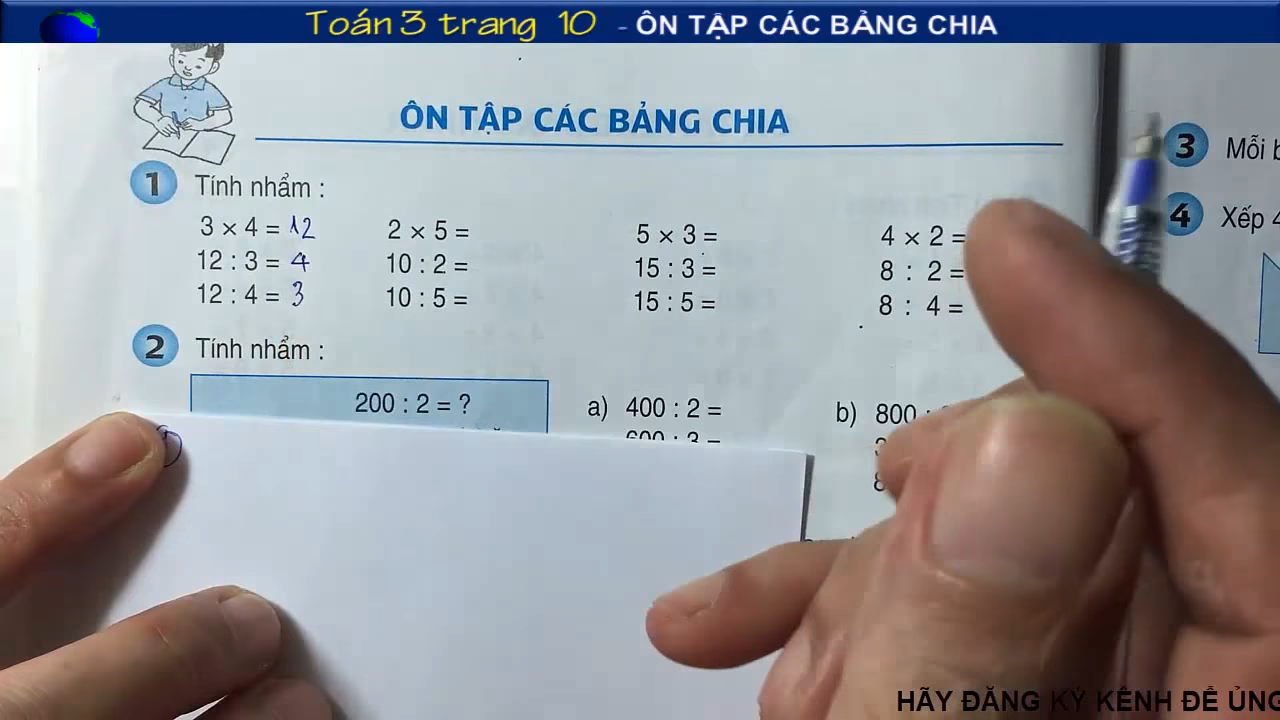 Toán 3 trang 10 - ÔN TẬP CÁC BẢNG CHIA
ÔN TẬP CÁC BẢNG CHIA
1 Tính nhẩm :
3 × 4 = 12
12 : 3 = 4
12 : 4 = 3
2 × 5 =
10 : 2 =
10 : 5 =
5 × 3 =
15 : 3 =
15 : 5 =
4 × 2 =
8 : 2 =
8 : 4 =
2 Tính nhẩm :
200 : 2 = ?
a) 400 : 2 =
600 : 3 =
b) 800 :
3 Mỗi
4 Xếp 4
HÃY ĐĂNG KÝ KÊNH ĐỂ